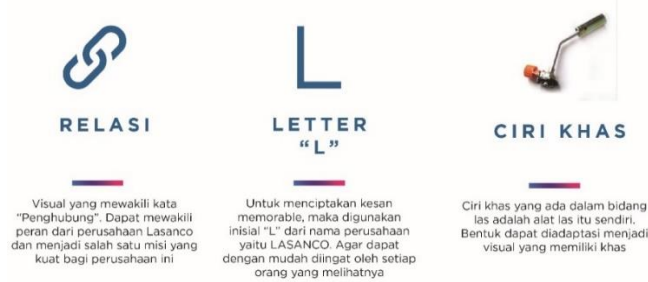 L
RELASI
LETTER
“L”
CIRI KHAS
Visual yang mewakili kata
"Penghubung". Dapat mewakili
peran dari perusahaan Lasanco
dan menjadi salah satu misi yang
kuat bagi perusahaan ini
Untuk menciptakan kesan
memorable, maka digunakan
inisial "L" dari nama perusahaan
yaitu LASANCO. Agar dapat
dengan mudah diingat oleh setiap
orang yang melihatnya
Ciri khas yang ada dalam bidang
las adalah alat las itu sendiri.
Bentuk dapat diadaptasi menjadi
visual yang memiliki khas